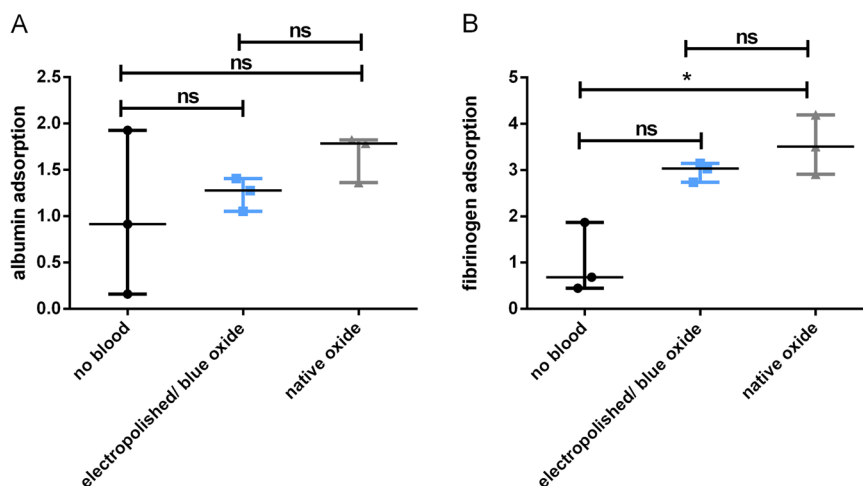 A
ns
ns
ns
2.5
2.0
1.5
1.0
0.5
0.0
albumin adsorption
no blood
electropolished/ blue oxide
native oxide
B
ns
*
ns
5
4
3
2
1
0
fibrinogen adsorption
no blood
electropolished/ blue oxide
native oxide